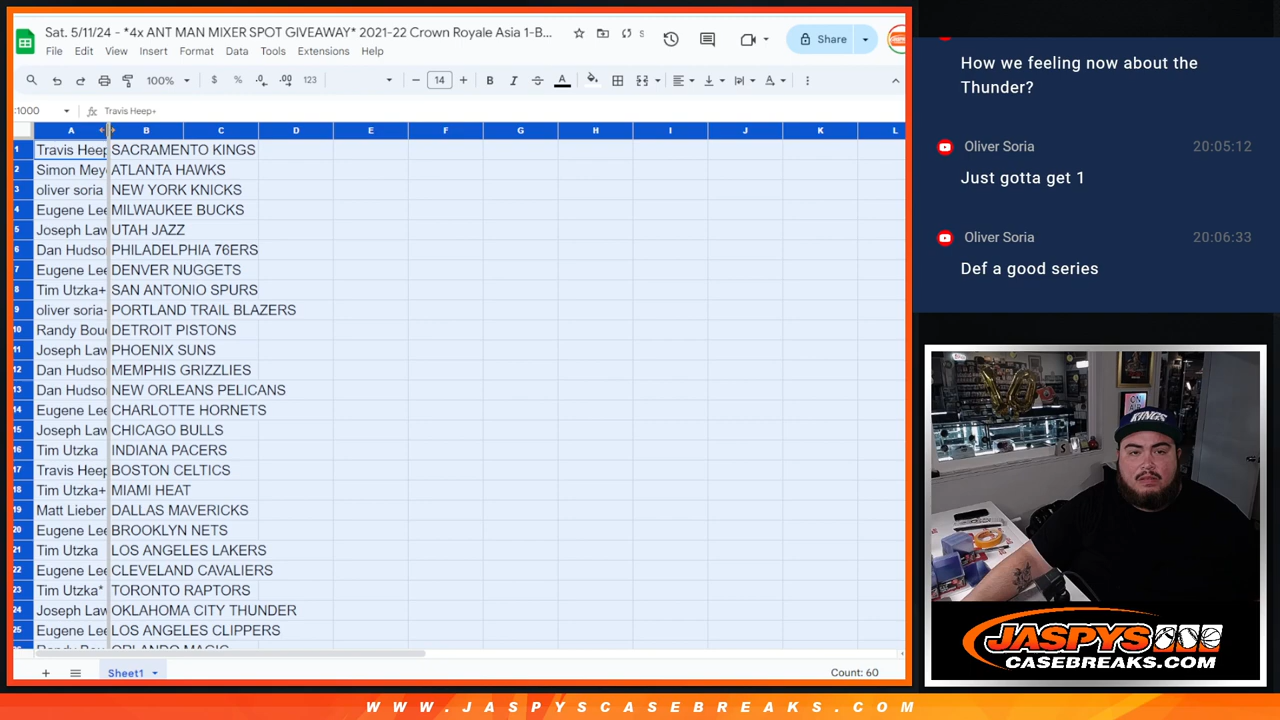 Sat. 5/11/24 - *4x ANT MAN MIXER SPOT GIVEAWAY* 2021-22 Crown Royale Asia 1-B...
File Edit View Insert Format Data Tools Extensions Help
Share
100% $ % .0 .00 123 14 B I A
:1000 fx Travis Heep+
A B C D E F G H I J K L
1 Travis Heep SACRAMENTO KINGS
2 Simon Mey ATLANTA HAWKS
3 oliver soria NEW YORK KNICKS
4 Eugene Lee MILWAUKEE BUCKS
5 Joseph Law UTAH JAZZ
6 Dan Hudso PHILADELPHIA 76ERS
7 Eugene Lee DENVER NUGGETS
8 Tim Utzka+ SAN ANTONIO SPURS
9 oliver soria- PORTLAND TRAIL BLAZERS
10 Randy Bou DETROIT PISTONS
11 Joseph Law PHOENIX SUNS
12 Dan Hudso MEMPHIS GRIZZLIES
13 Dan Hudso NEW ORLEANS PELICANS
14 Eugene Lee CHARLOTTE HORNETS
15 Joseph Law CHICAGO BULLS
16 Tim Utzka INDIANA PACERS
17 Travis Heep BOSTON CELTICS
18 Tim Utzka+ MIAMI HEAT
19 Matt Lieber DALLAS MAVERICKS
20 Eugene Lee BROOKLYN NETS
21 Tim Utzka LOS ANGELES LAKERS
22 Eugene Lee CLEVELAND CAVALIERS
23 Tim Utzka* TORONTO RAPTORS
24 Joseph Law OKLAHOMA CITY THUNDER
25 Eugene Lee LOS ANGELES CLIPPERS
Randy Bou ORLANDO MAGIC
Sheet1
Count: 60
How we feeling now about the
Thunder?
Oliver Soria 20:05:12
Just gotta get 1
Oliver Soria 20:06:33
Def a good series
ON
AIR
KINGS
JASPYS
CASEBREAKS.COM
WWW.JASPYSCASEBREAKS.COM